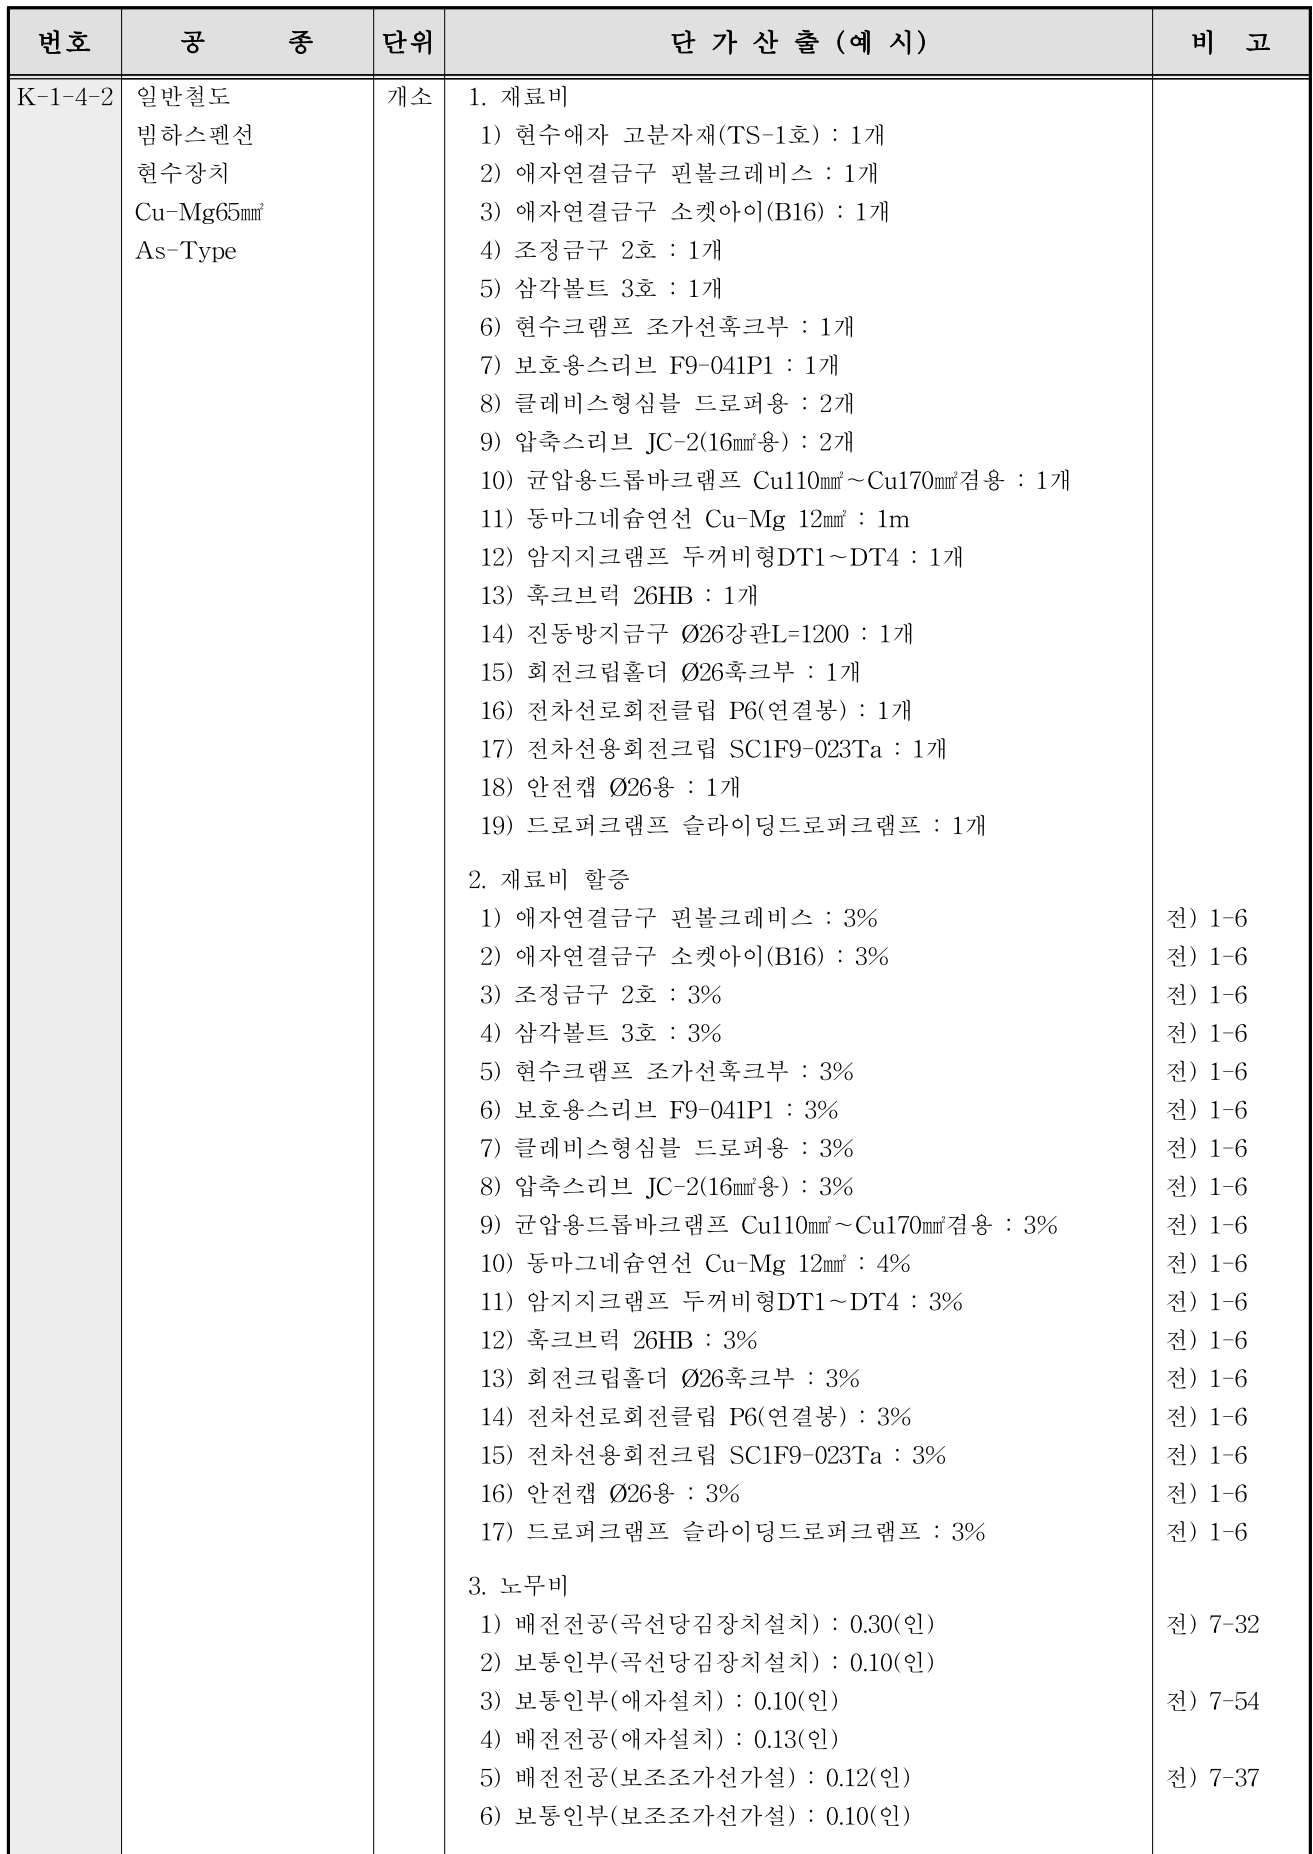 번호 공 종 단위 단 가 산 출 (예 시) 비 고
K-1-4-2 일반철도 개소 1. 재료비
빔하스펜선 1) 현수애자 고분자재(TS-1호) : 1개
현수장치 2) 애자연결금구 핀볼크레비스 : 1개
Cu-Mg65㎟ 3) 애자연결금구 소켓아이(B16) : 1개
As-Type 4) 조정금구 2호 : 1개
5) 삼각볼트 3호 : 1개
6) 현수크램프 조가선훅크부 : 1개
7) 보호용스리브 F9-041P1 : 1개
8) 클레비스형심블 드로퍼용 : 2개
9) 압축스리브 JC-2(16㎟용) : 2개
10) 균압용드롭바크램프 Cu110㎟~Cu170㎟겸용 : 1개
11) 동마그네슘연선 Cu-Mg 12㎟ : 1m
12) 암지지크램프 두꺼비형DT1~DT4 : 1개
13) 훅크브럭 26HB : 1개
14) 진동방지금구 Ø26강관L=1200 : 1개
15) 회전크립홀더 Ø26훅크부 : 1개
16) 전차선로회전클립 P6(연결봉) : 1개
17) 전차선용회전크립 SC1F9-023Ta : 1개
18) 안전캡 Ø26용 : 1개
19) 드로퍼크램프 슬라이딩드로퍼크램프 : 1개
2. 재료비 할증
1) 애자연결금구 핀볼크레비스 : 3% 전) 1-6
2) 애자연결금구 소켓아이(B16) : 3% 전) 1-6
3) 조정금구 2호 : 3% 전) 1-6
4) 삼각볼트 3호 : 3% 전) 1-6
5) 현수크램프 조가선훅크부 : 3% 전) 1-6
6) 보호용스리브 F9-041P1 : 3% 전) 1-6
7) 클레비스형심블 드로퍼용 : 3% 전) 1-6
8) 압축스리브 JC-2(16㎟용) : 3% 전) 1-6
9) 균압용드롭바크램프 Cu110㎟~Cu170㎟겸용 : 3% 전) 1-6
10) 동마그네슘연선 Cu-Mg 12㎟ : 4% 전) 1-6
11) 암지지크램프 두꺼비형DT1~DT4 : 3% 전) 1-6
12) 훅크브럭 26HB : 3% 전) 1-6
13) 회전크립홀더 Ø26훅크부 : 3% 전) 1-6
14) 전차선로회전클립 P6(연결봉) : 3% 전) 1-6
15) 전차선용회전크립 SC1F9-023Ta : 3% 전) 1-6
16) 안전캡 Ø26용 : 3% 전) 1-6
17) 드로퍼크램프 슬라이딩드로퍼크램프 : 3% 전) 1-6
3. 노무비
1) 배전전공(곡선당김장치설치) : 0.30(인) 전) 7-32
2) 보통인부(곡선당김장치설치) : 0.10(인)
3) 보통인부(애자설치) : 0.10(인) 전) 7-54
4) 배전전공(애자설치) : 0.13(인)
5) 배전전공(보조조가선가설) : 0.12(인) 전) 7-37
6) 보통인부(보조조가선가설) : 0.10(인)